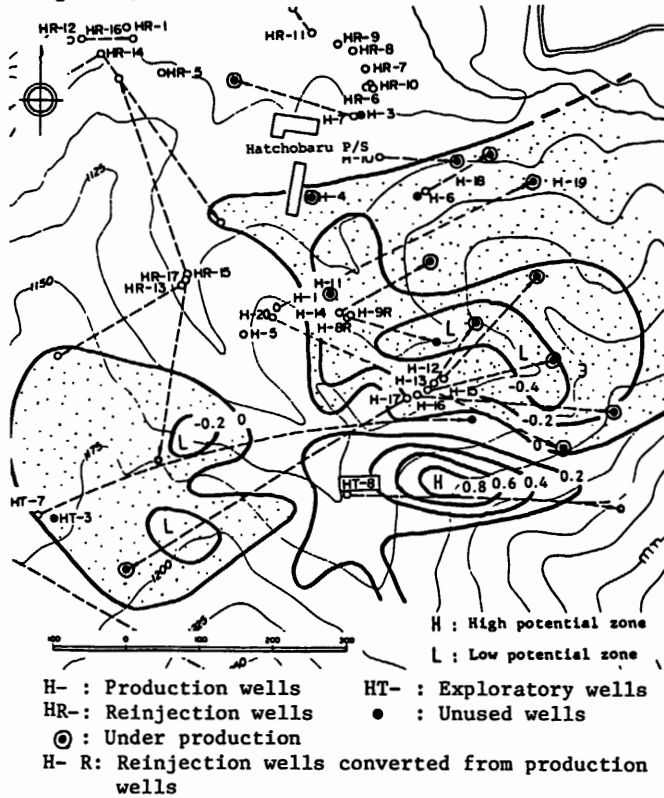 HR-12 HR-16 HR-1
HR-14
HR-5
HR-11
HR-9
HR-8
HR-7
HR-10
HR-6
H-7 H-3
Hatchobaru P/S
H-10
H-18
H-6
H-19
H-4
1125
HR-17 HR-15
HR-13
1150
H-11
H-1
H-20 H-14 H-9R
H-8R
H-5
L
L
H-12
H-13
H-17 H-16 H-15
-0.4
-0.2
0
-0.2 0
L
1175
HT-7
HT-3
HT-8
H
0.8 0.6 0.4 0.2
L
1200
1225
100 0 100 200 300
H : High potential zone
L : Low potential zone
H- : Production wells
HT- : Exploratory wells
HR-: Reinjection wells
● : Unused wells
◉ : Under production
H- R: Reinjection wells converted from production
wells